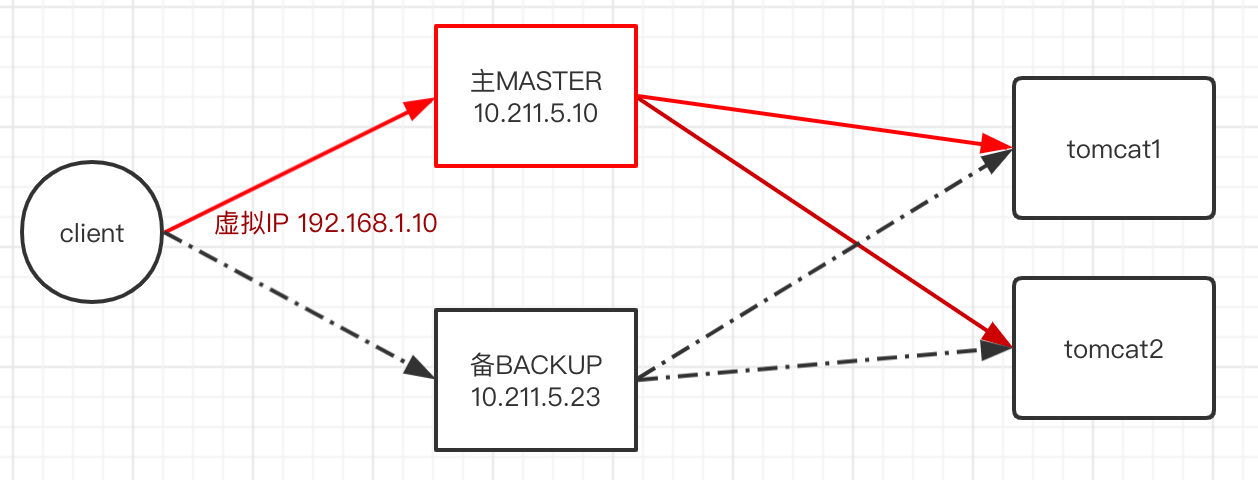 主MASTER
10.211.5.10
tomcat1
client
虚拟IP 192.168.1.10
备BACKUP
10.211.5.23
tomcat2